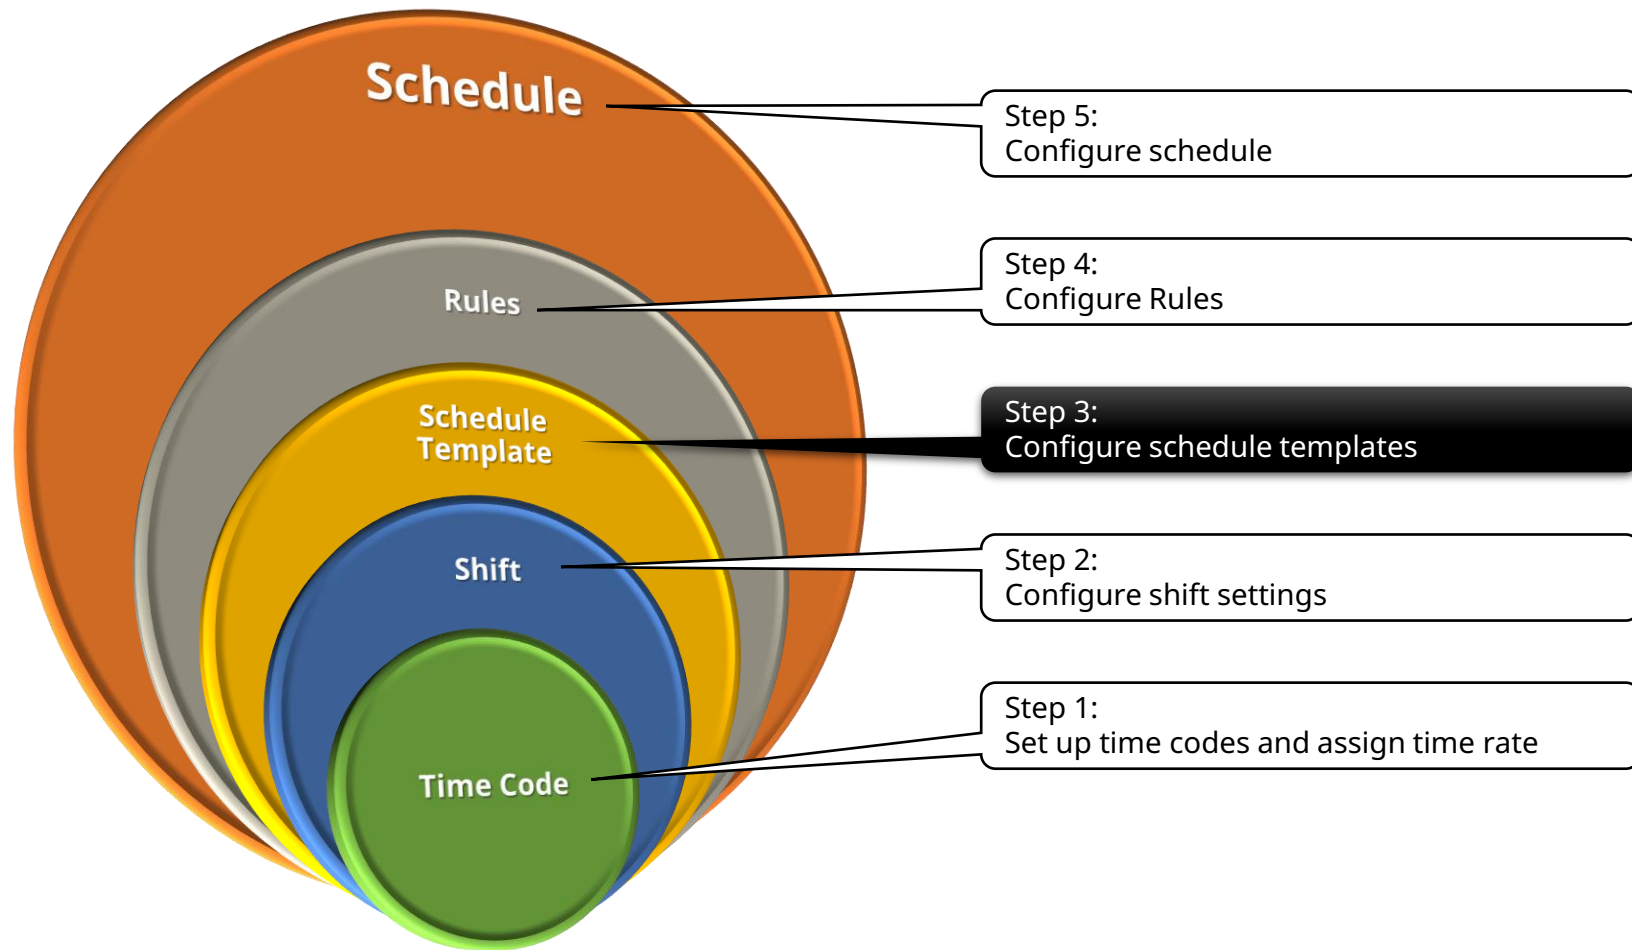 Schedule
Step 5:
Configure schedule
Rules
Step 4:
Configure Rules
Schedule
Template
Step 3:
Configure schedule templates
Shift
Step 2:
Configure shift settings
Time Code
Step 1:
Set up time codes and assign time rate